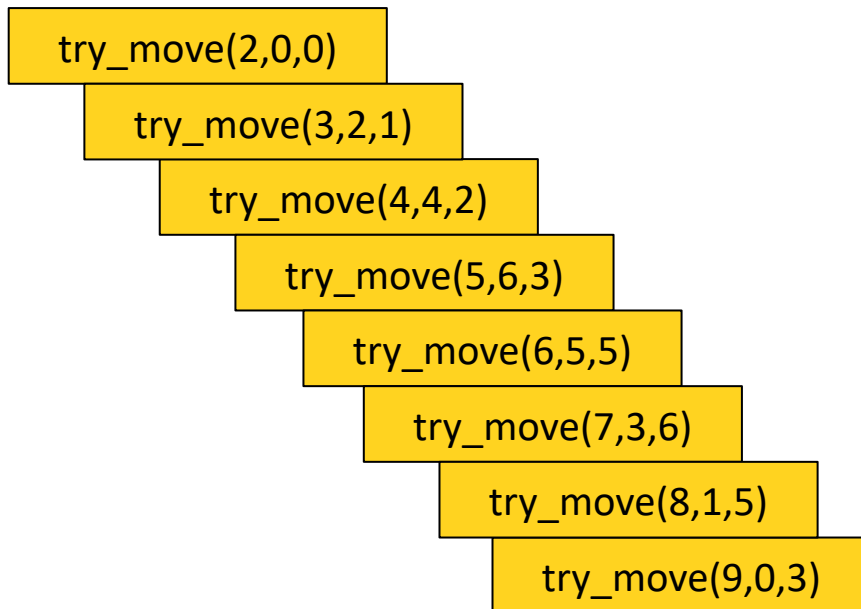 try_move(2,0,0)
try_move(3,2,1)
try_move(4,4,2)
try_move(5,6,3)
try_move(6,5,5)
try_move(7,3,6)
try_move(8,1,5)
try_move(9,0,3)